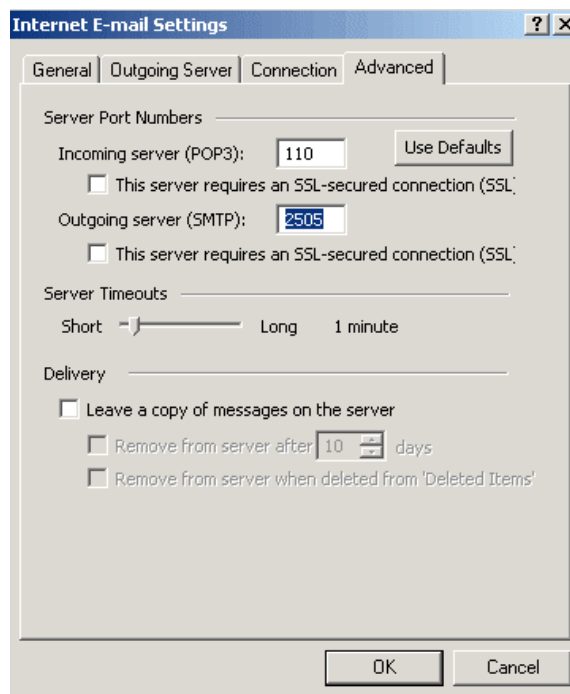 Internet E-mail Settings
General Outgoing Server Connection Advanced
Server Port Numbers
Incoming server (POP3): 110 Use Defaults
This server requires an SSL-secured connection (SSL
Outgoing server (SMTP): 2505
This server requires an SSL-secured connection (SSL
Server Timeouts
Short Long 1 minute
Delivery
Leave a copy of messages on the server
Remove from server after 10 days
Remove from server when deleted from 'Deleted Items'
OK Cancel